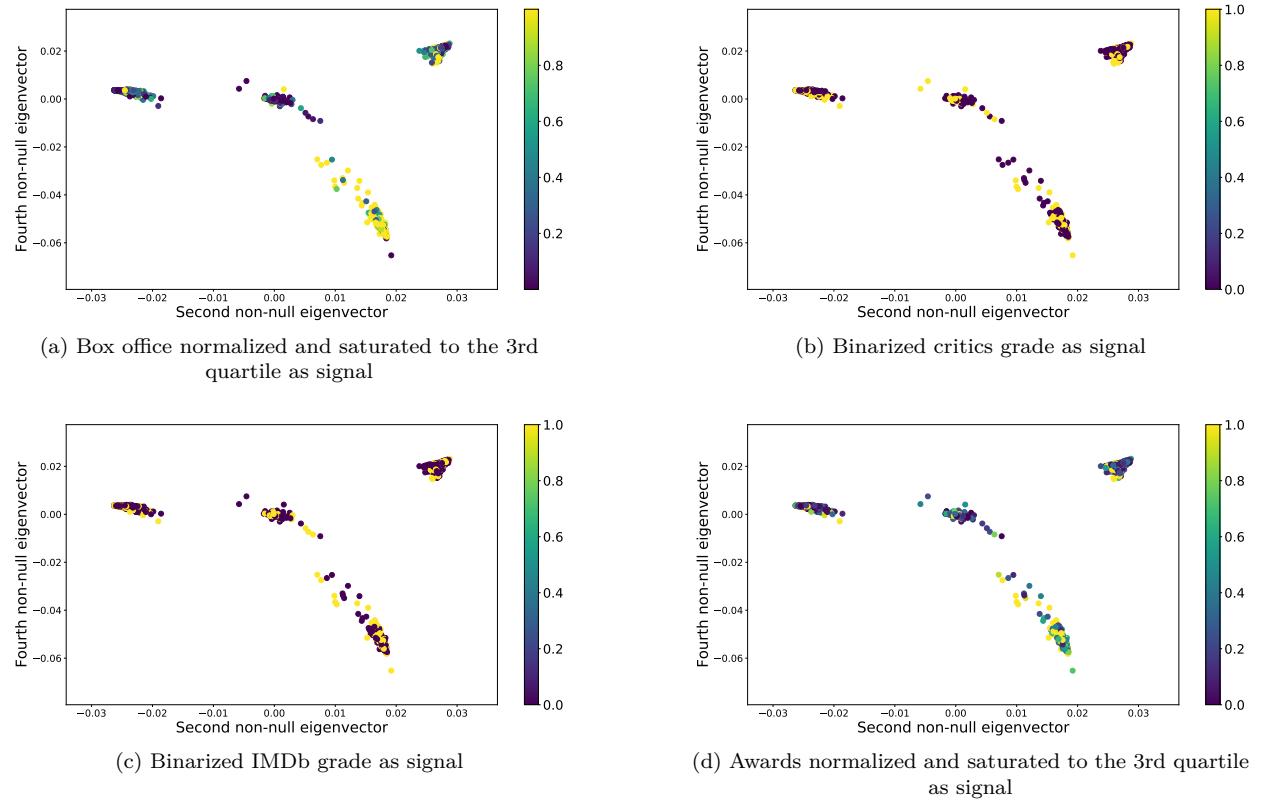 0.02
0.00
−0.02
−0.04
−0.06
Fourth non-null eigenvector
−0.03 −0.02 −0.01 0.00 0.01 0.02 0.03
Second non-null eigenvector
0.8
0.6
0.4
0.2
(a) Box office normalized and saturated to the 3rd
quartile as signal
0.02
0.00
−0.02
−0.04
−0.06
Fourth non-null eigenvector
−0.03 −0.02 −0.01 0.00 0.01 0.02 0.03
Second non-null eigenvector
1.0
0.8
0.6
0.4
0.2
0.0
(b) Binarized critics grade as signal
0.02
0.00
−0.02
−0.04
−0.06
Fourth non-null eigenvector
−0.03 −0.02 −0.01 0.00 0.01 0.02 0.03
Second non-null eigenvector
1.0
0.8
0.6
0.4
0.2
0.0
(c) Binarized IMDb grade as signal
0.02
0.00
−0.02
−0.04
−0.06
Fourth non-null eigenvector
−0.03 −0.02 −0.01 0.00 0.01 0.02 0.03
Second non-null eigenvector
1.0
0.8
0.6
0.4
0.2
0.0
(d) Awards normalized and saturated to the 3rd quartile
as signal